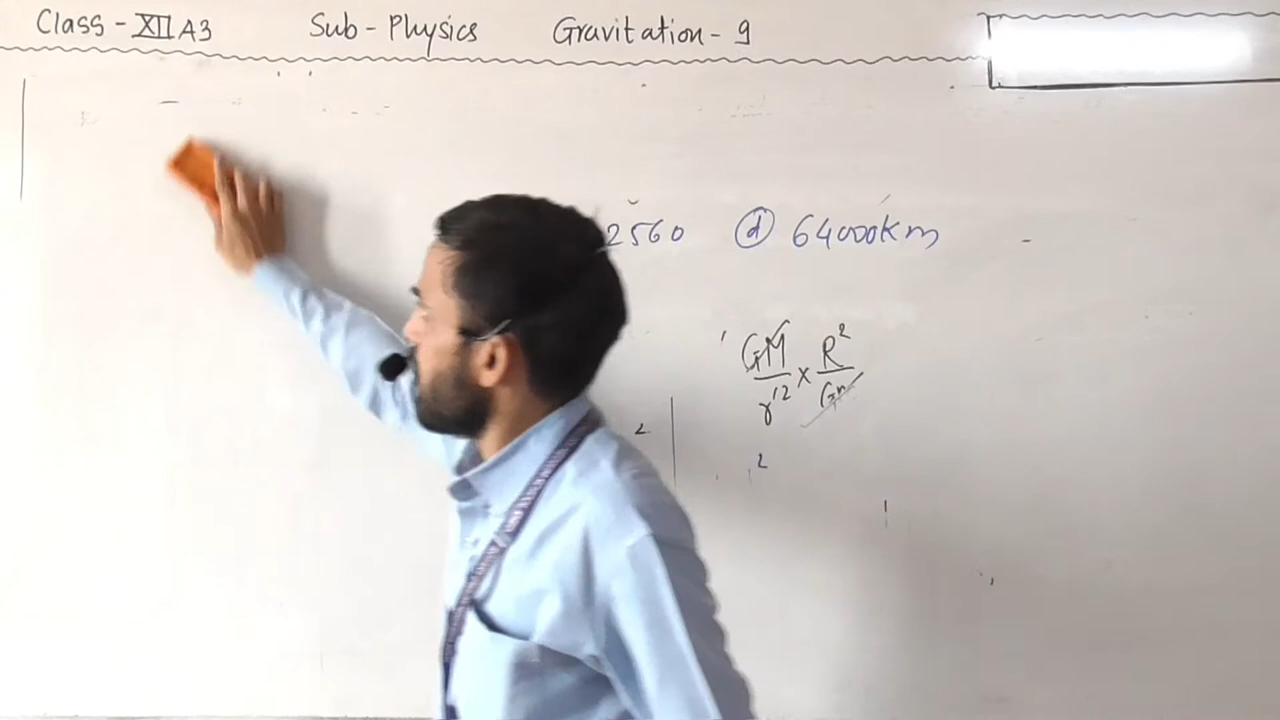 Class - XII A3 Sub - Physics Gravitation - 9
2560 (d) 64000km
GM/r'² × R²/Gm
2
2